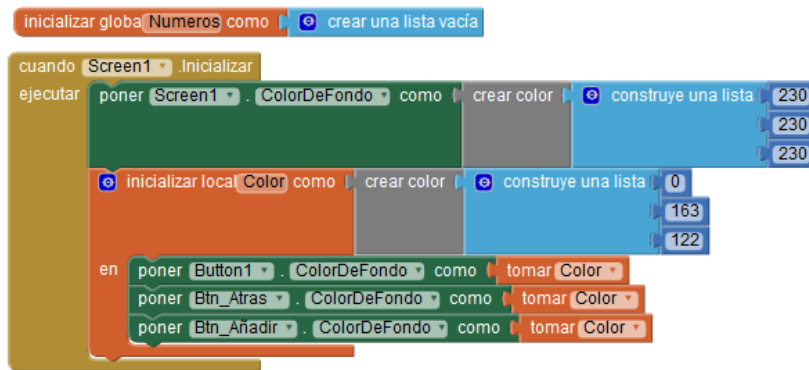 inicializar global Numeros como crear una lista vacía
cuando Screen1 .Inicializar
ejecutar poner Screen1 . ColorDeFondo como crear color construye una lista 230
230
230
inicializar local Color como crear color construye una lista 0
163
122
en poner Button1 . ColorDeFondo como tomar Color
poner Btn_Atras . ColorDeFondo como tomar Color
poner Btn_Añadir . ColorDeFondo como tomar Color